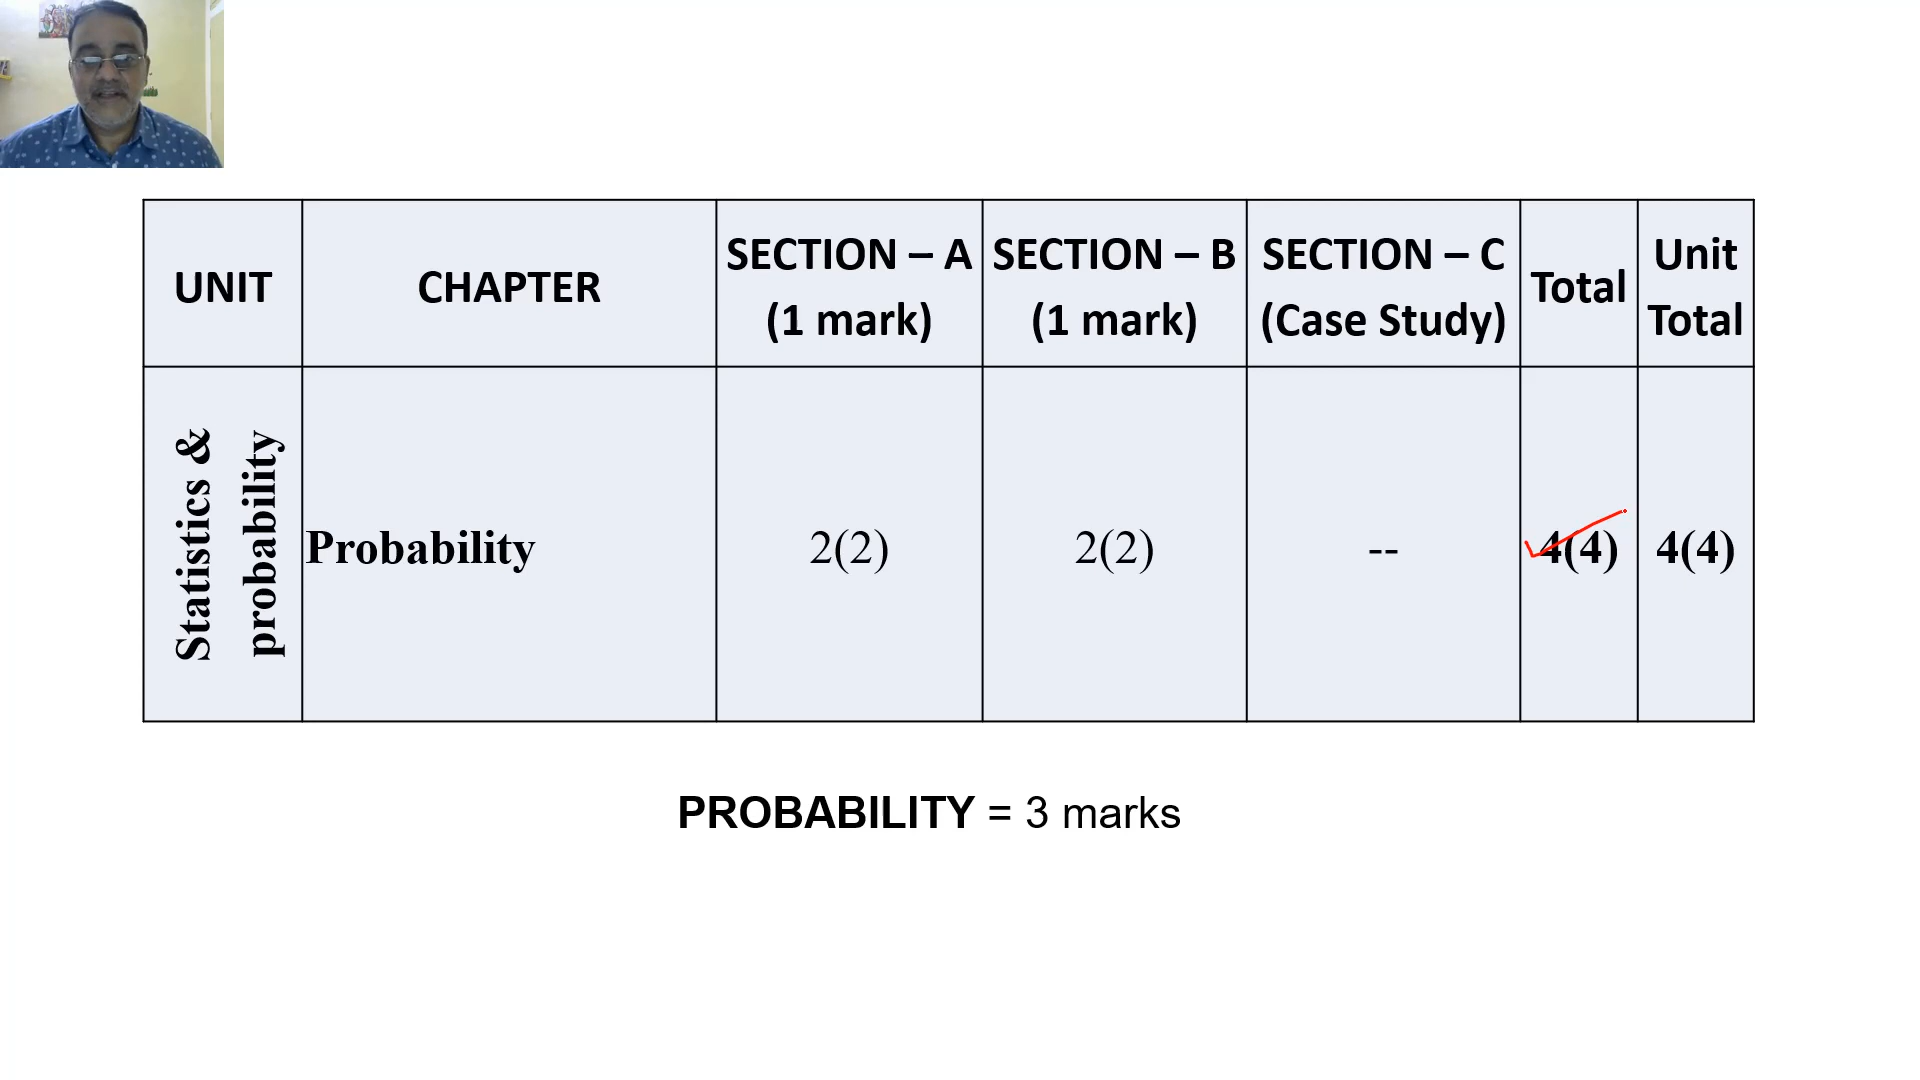 UNIT
CHAPTER
SECTION – A
(1 mark)
SECTION – B
(1 mark)
SECTION – C
(Case Study)
Total
Unit
Total
Statistics &
probability
Probability
2(2)
2(2)
--
4(4)
4(4)
PROBABILITY = 3 marks